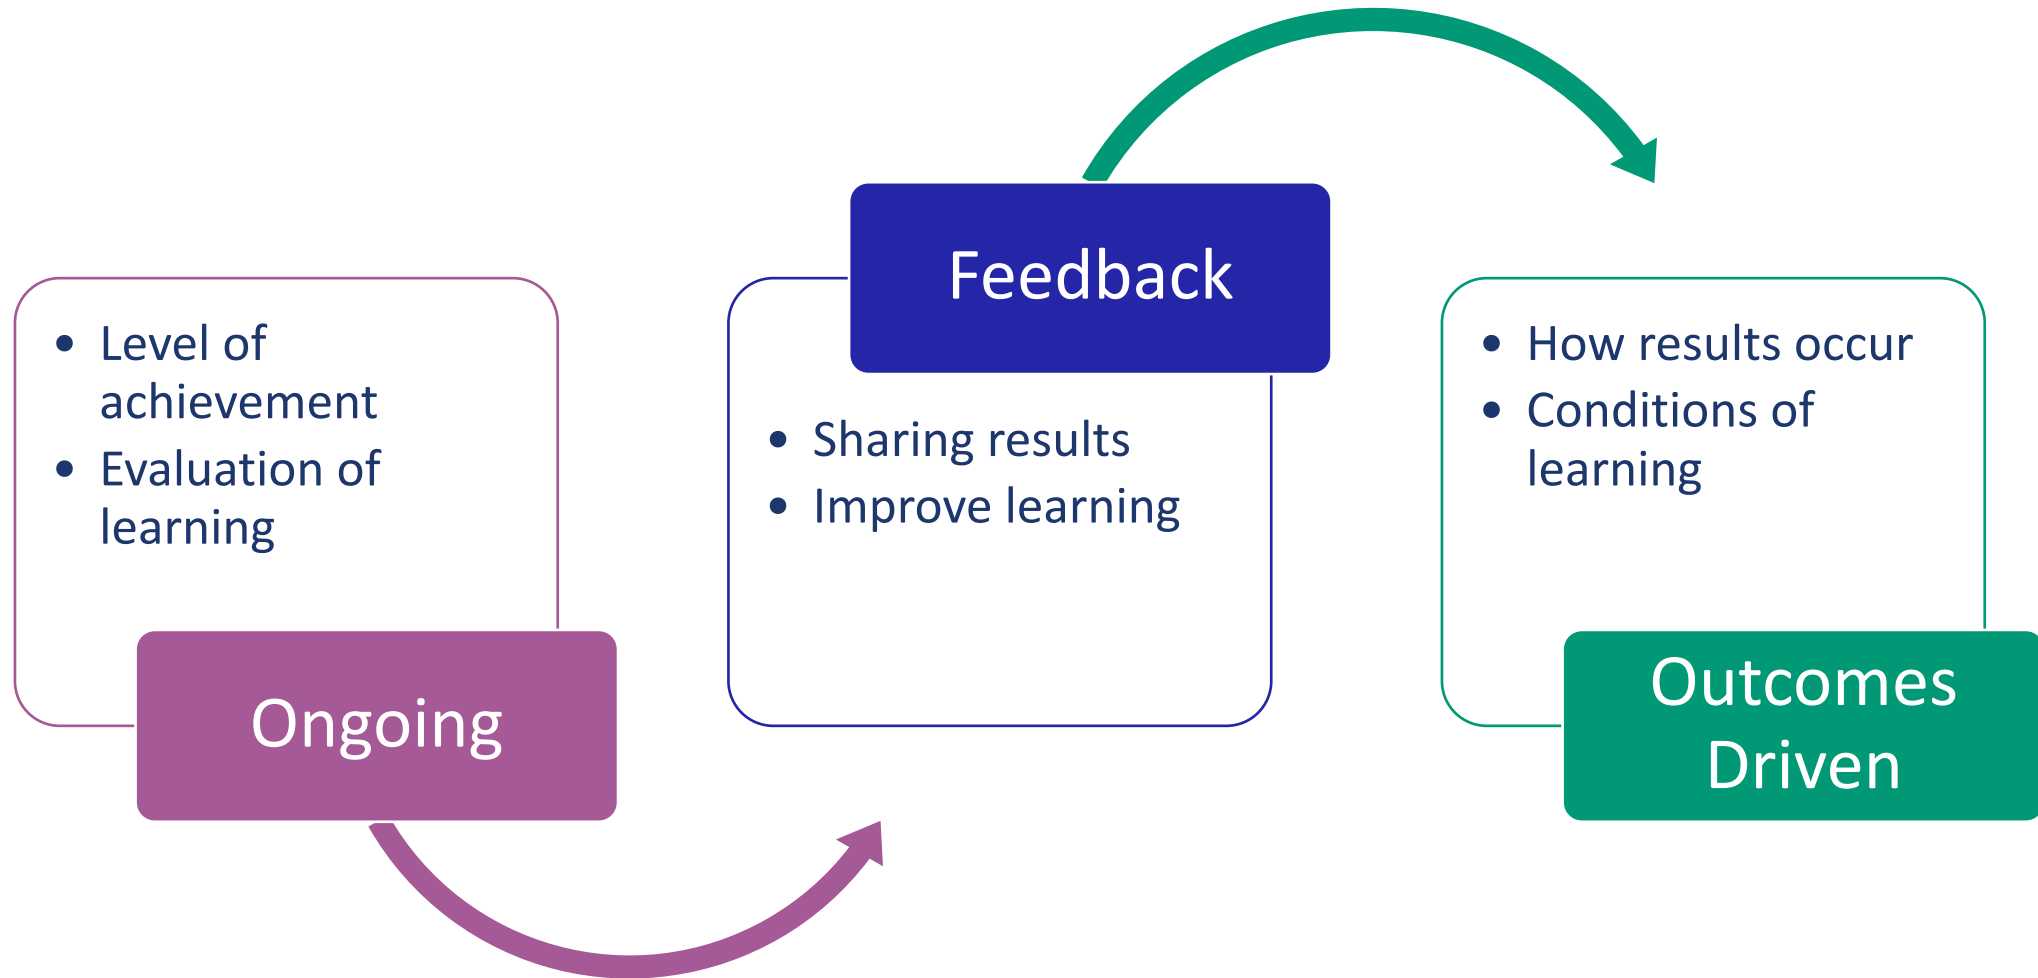 • Level of
achievement
• Evaluation of
learning
Ongoing
Feedback
• Sharing results
• Improve learning
• How results occur
• Conditions of
learning
Outcomes
Driven